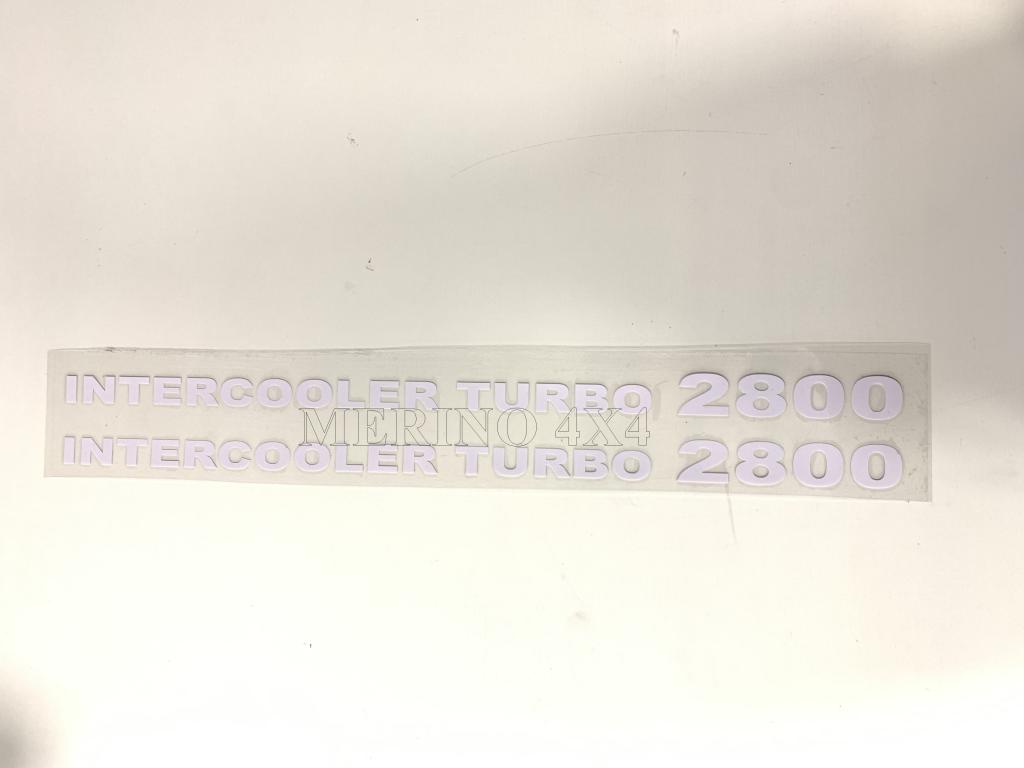 INTERCOOLER TURBO 2800
MERINO 4X4
INTERCOOLER TURBO 2800